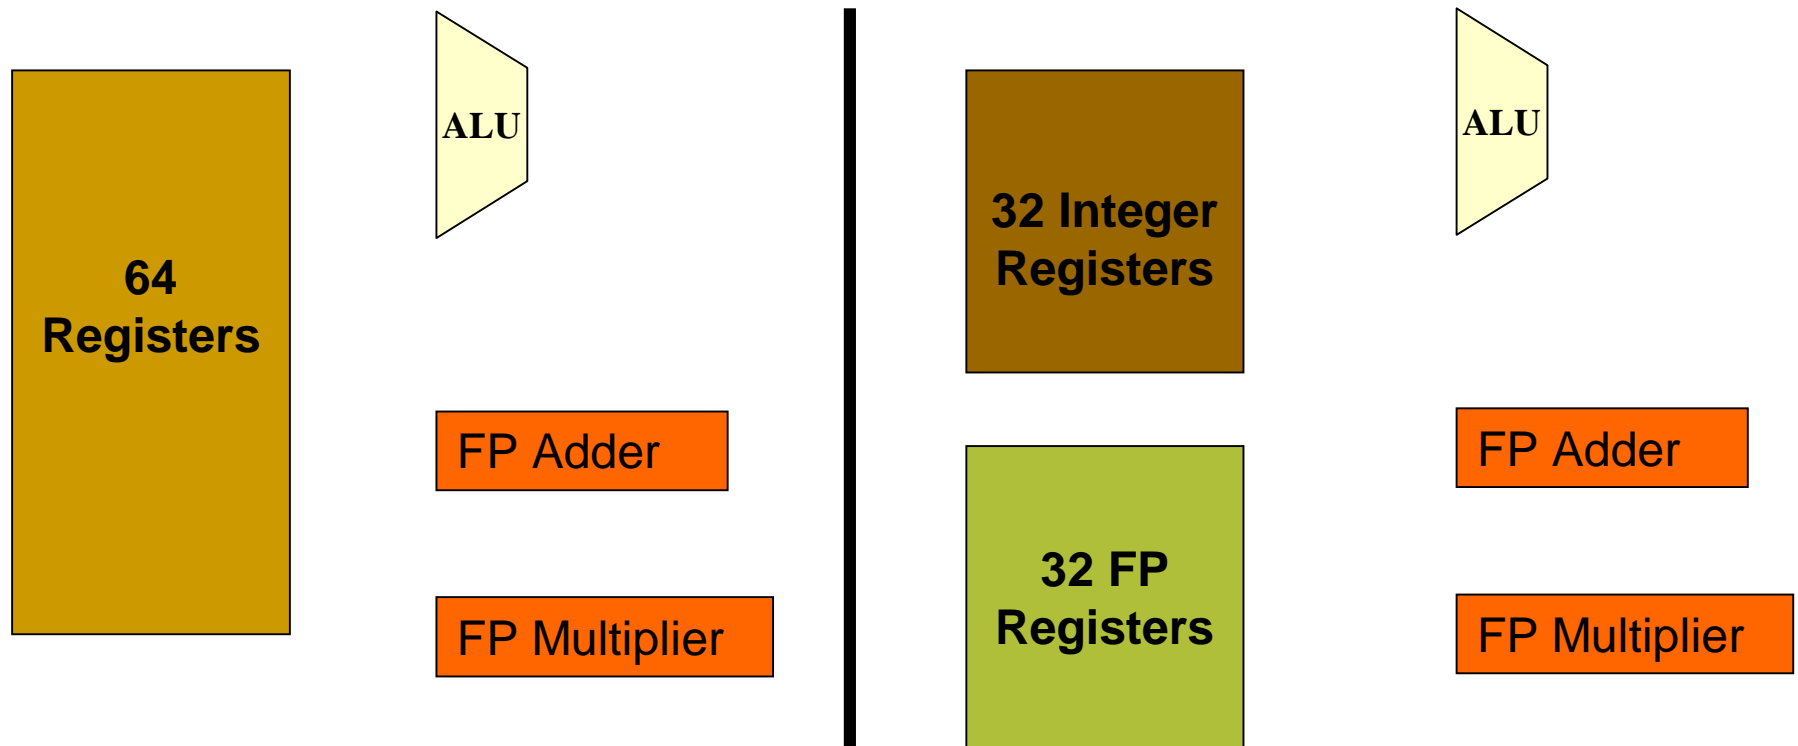 64
Registers
ALU
FP Adder
FP Multiplier
32 Integer
Registers
32 FP
Registers
ALU
FP Adder
FP Multiplier